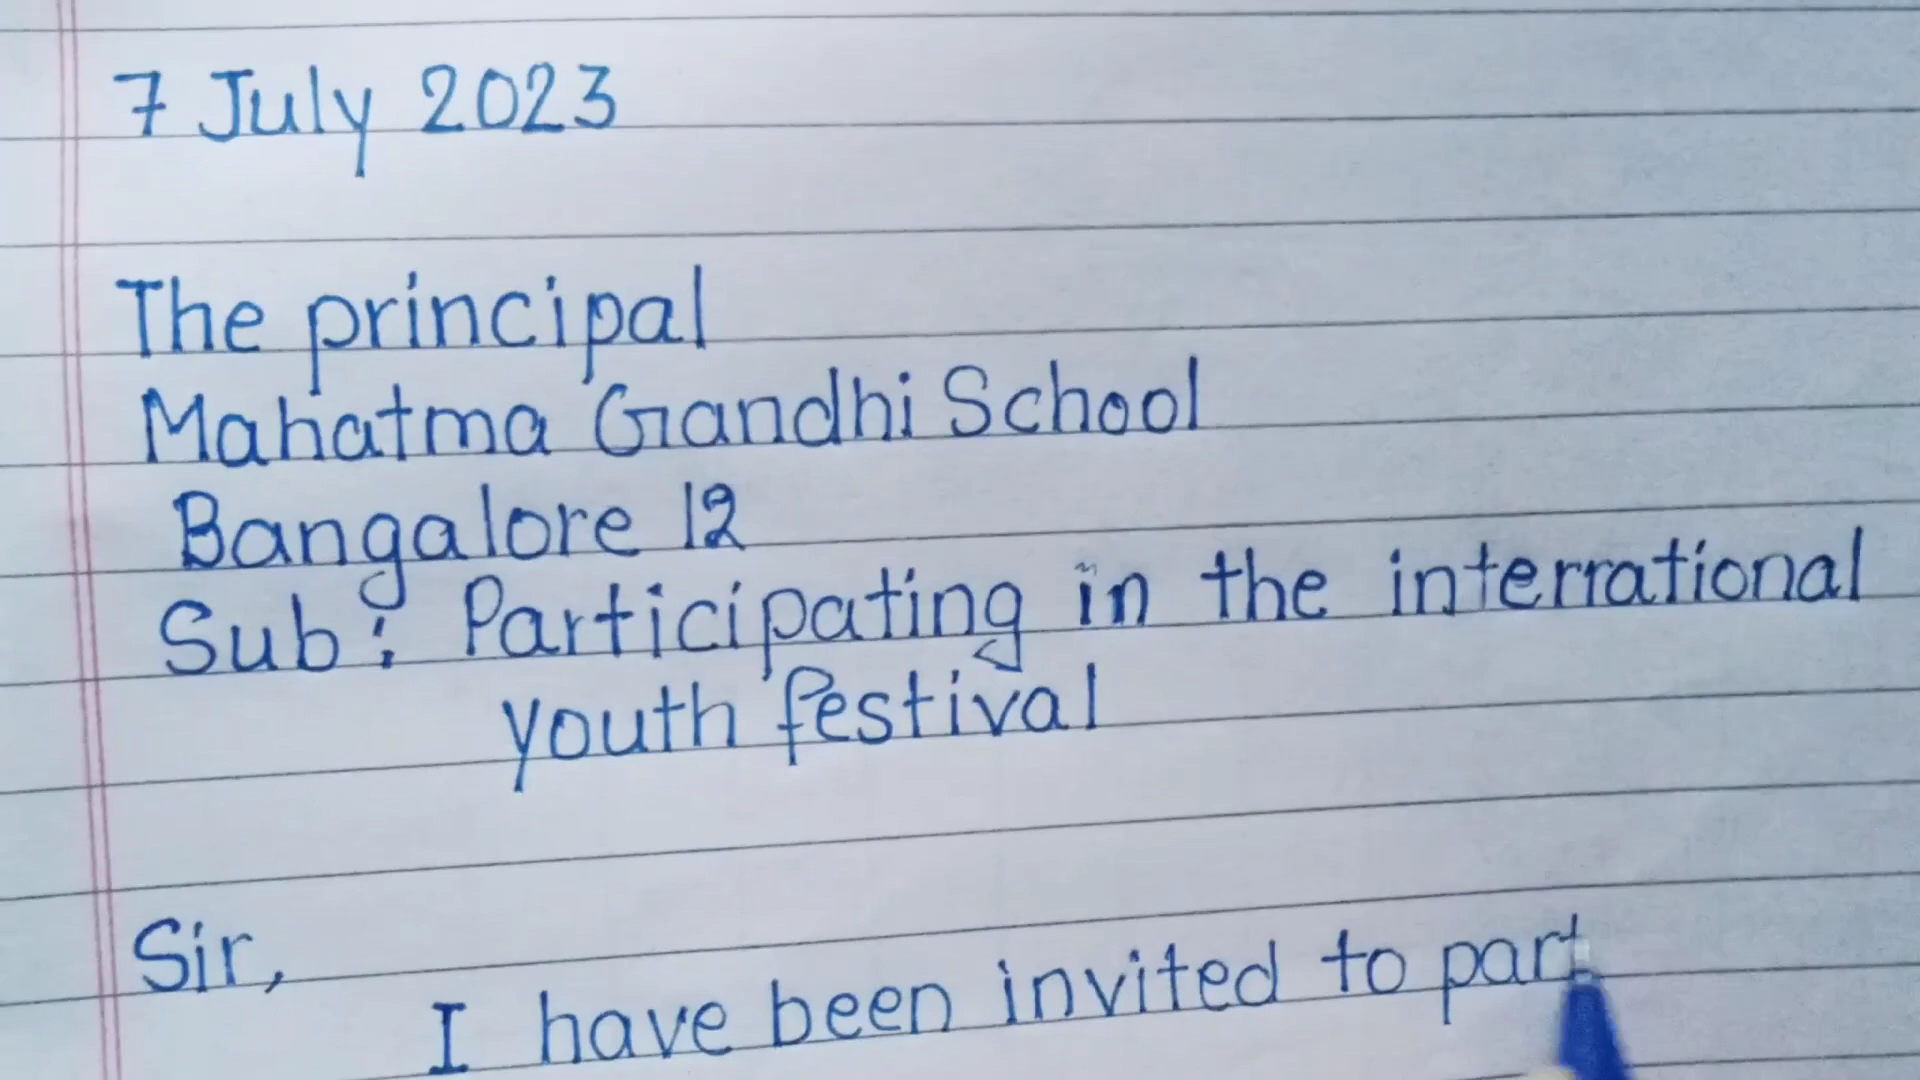 7 July 2023
The principal
Mahatma Gandhi School
Bangalore 12
Sub: Participating in the interrational
youth festival
Sir,
I have been invited to part